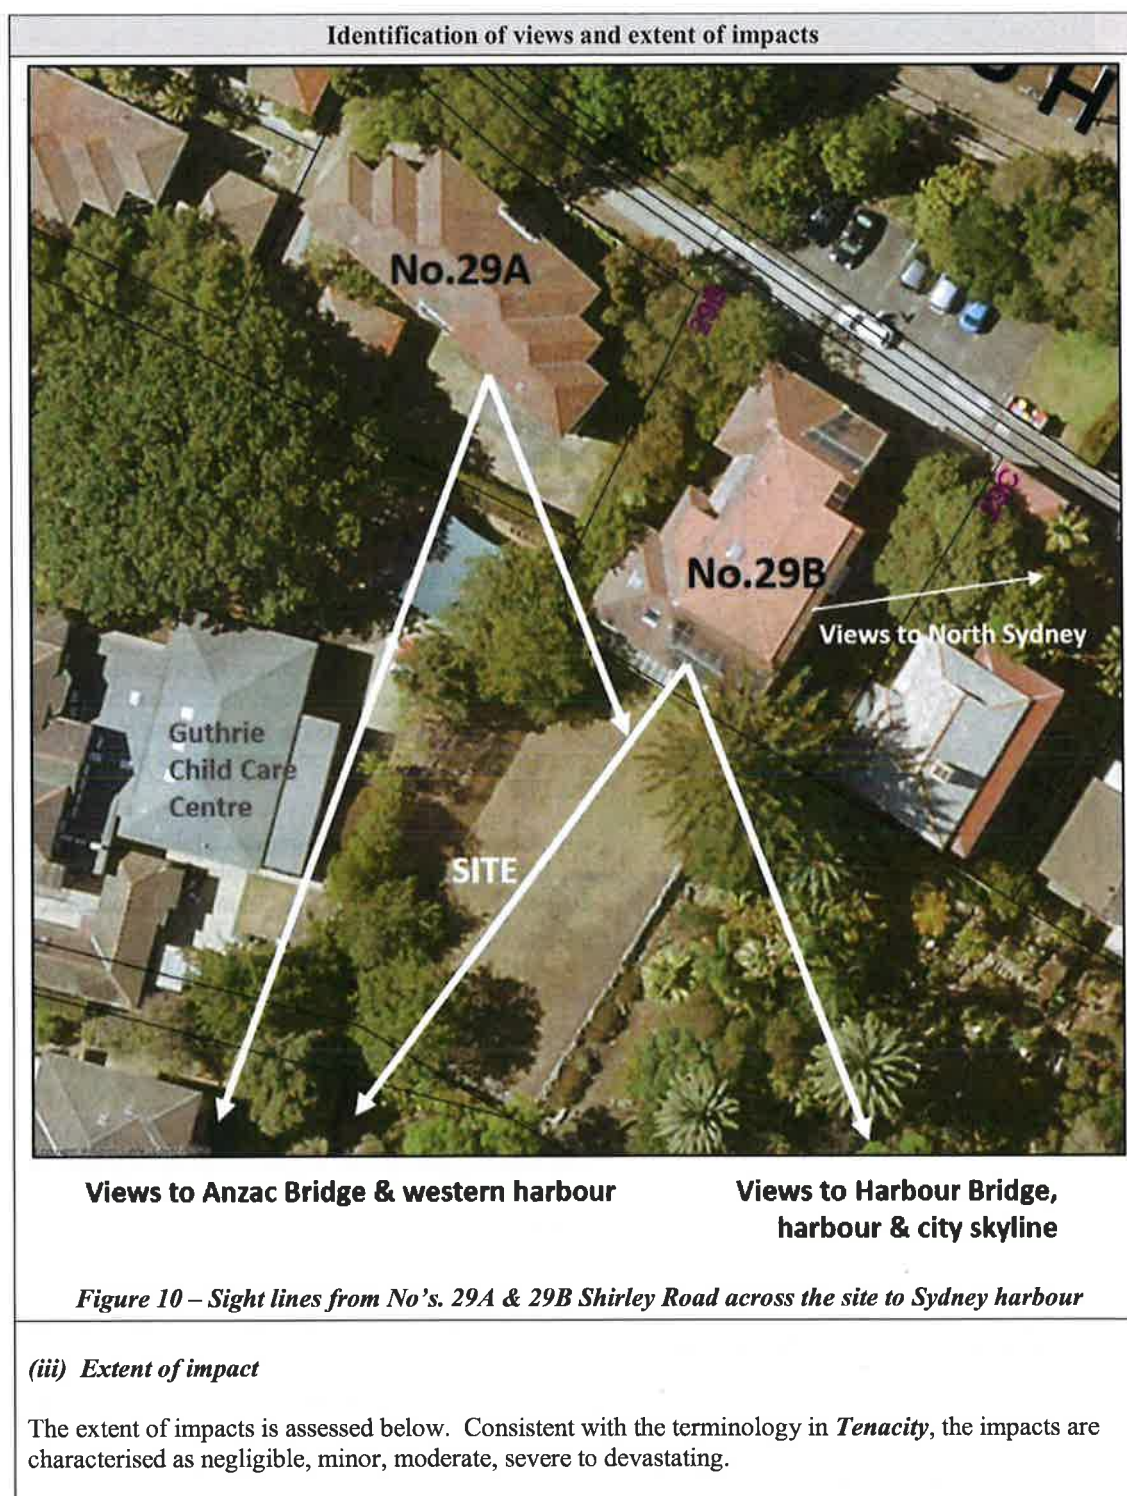 Identification of views and extent of impacts
H
No.29A
No.29B
Views to North Sydney
Guthrie
Child Care
Centre
SITE
Views to Anzac Bridge & western harbour
Views to Harbour Bridge,
harbour & city skyline
Figure 10 – Sight lines from No's. 29A & 29B Shirley Road across the site to Sydney harbour
(iii) Extent of impact
The extent of impacts is assessed below. Consistent with the terminology in Tenacity, the impacts are
characterised as negligible, minor, moderate, severe to devastating.